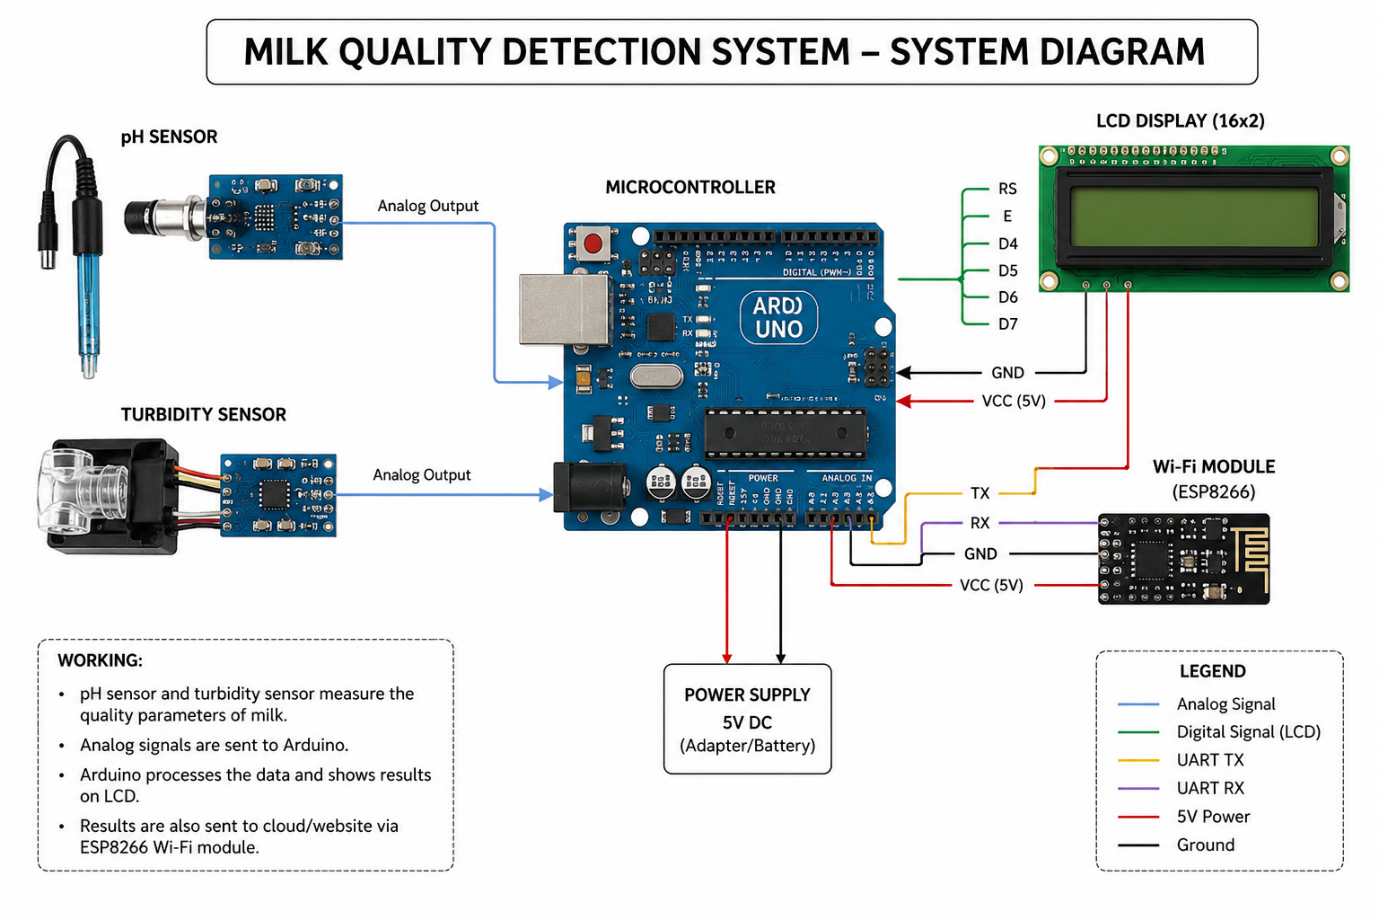 MILK QUALITY DETECTION SYSTEM – SYSTEM DIAGRAM
pH SENSOR
Analog Output
TURBIDITY SENSOR
Analog Output
MICROCONTROLLER
DIGITAL (PWM~)
TX
RX
ARD
UNO
POWER
ANALOG IN
LCD DISPLAY (16x2)
RS
E
D4
D5
D6
D7
GND
VCC (5V)
Wi-Fi MODULE
(ESP8266)
TX
RX
GND
VCC (5V)
POWER SUPPLY
5V DC
(Adapter/Battery)
WORKING:
• pH sensor and turbidity sensor measure the
quality parameters of milk.
• Analog signals are sent to Arduino.
• Arduino processes the data and shows results
on LCD.
• Results are also sent to cloud/website via
ESP8266 Wi-Fi module.
LEGEND
Analog Signal
Digital Signal (LCD)
UART TX
UART RX
5V Power
Ground